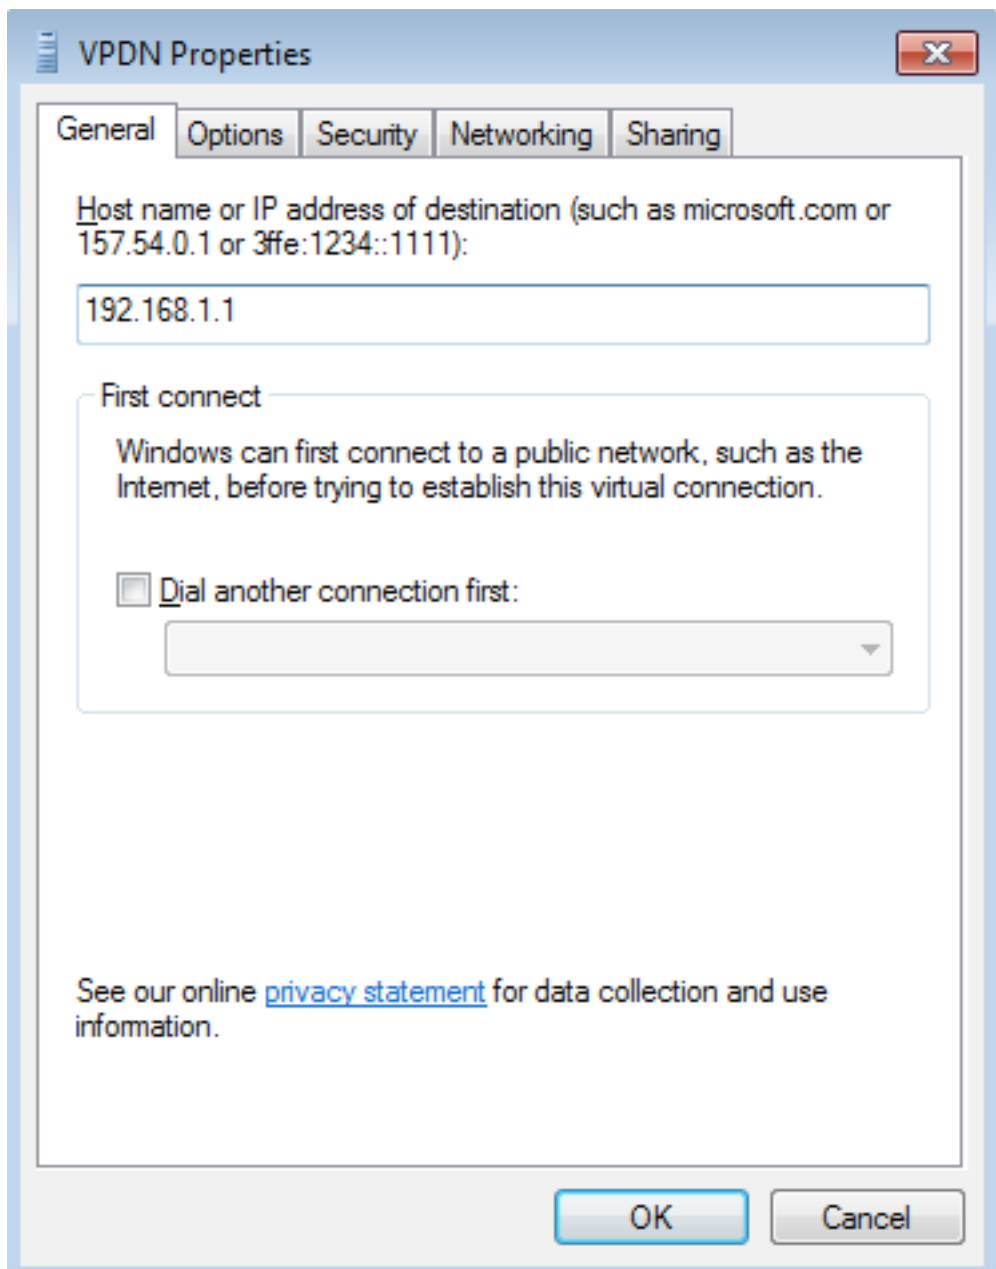 VPDN Properties
General Options Security Networking Sharing
Host name or IP address of destination (such as microsoft.com or
157.54.0.1 or 3ffe:1234::1111):
192.168.1.1
First connect
Windows can first connect to a public network, such as the
Internet, before trying to establish this virtual connection.
Dial another connection first:
See our online privacy statement for data collection and use
information.
OK Cancel